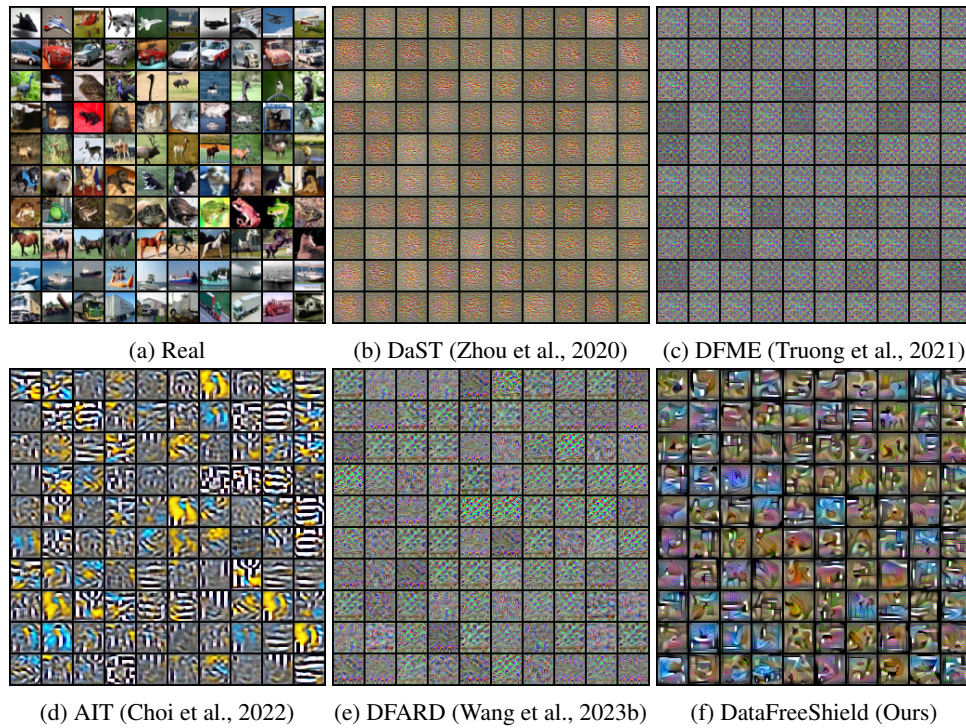 (a) Real
(b) DaST (Zhou et al., 2020)
(c) DFME (Truong et al., 2021)
(d) AIT (Choi et al., 2022)
(e) DFARD (Wang et al., 2023b)
(f) DataFreeShield (Ours)